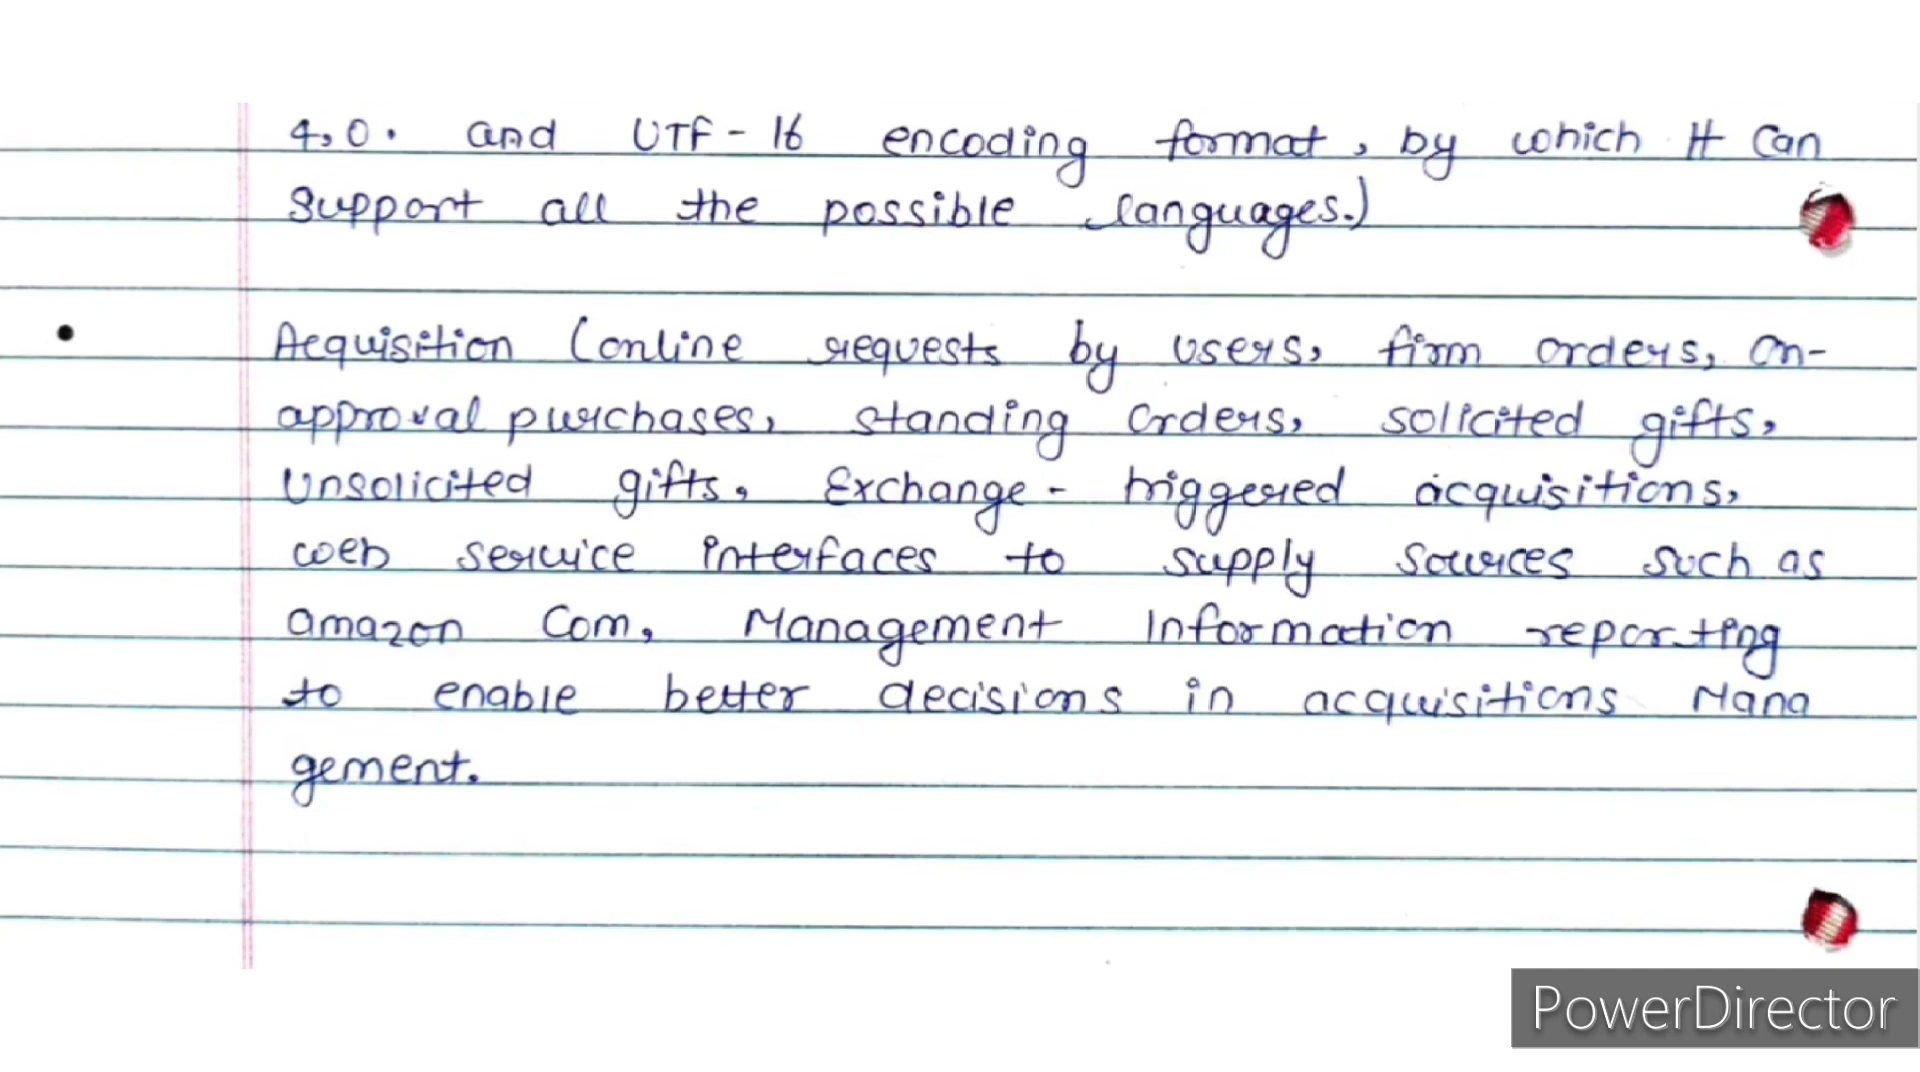 4.0. and UTF-16 encoding format, by which it can
support all the possible languages.)
• Acquisition (online requests by users, firm orders, on-
approval purchases, standing orders, solicited gifts,
Unsolicited gifts, Exchange - triggered acquisitions,
web service interfaces to supply sources such as
amazon Com, Management Information reporting
to enable better decisions in acquisitions Mana
gement.
PowerDirector